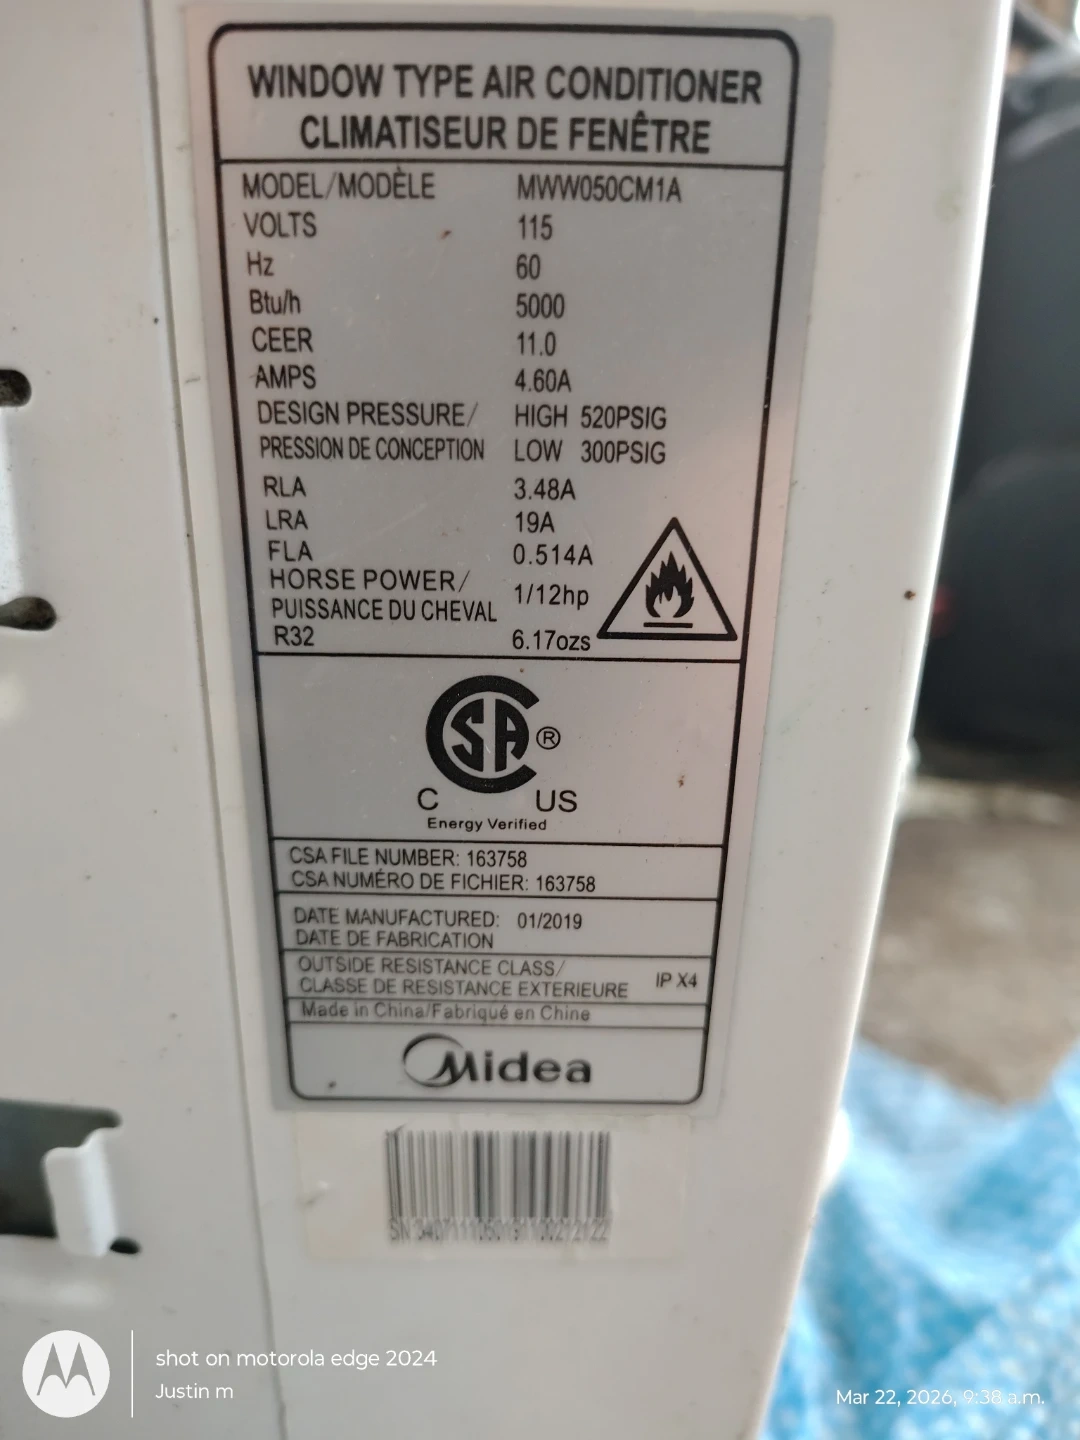 WINDOW TYPE AIR CONDITIONER
CLIMATISEUR DE FENÊTRE
MODEL/MODÈLE MWW050CM1A
VOLTS 115
Hz 60
Btu/h 5000
CEER 11.0
AMPS 4.60A
DESIGN PRESSURE/ HIGH 520PSIG
PRESSION DE CONCEPTION LOW 300PSIG
RLA 3.48A
LRA 19A
FLA 0.514A
HORSE POWER/
PUISSANCE DU CHEVAL 1/12hp
R32 6.17ozs
CSA ®
C US
Energy Verified
CSA FILE NUMBER: 163758
CSA NUMÉRO DE FICHIER: 163758
DATE MANUFACTURED: 01/2019
DATE DE FABRICATION
OUTSIDE RESISTANCE CLASS/
CLASSE DE RESISTANCE EXTERIEURE IP X4
Made in China/Fabriqué en Chine
Midea
SN
shot on motorola edge 2024
Justin m
Mar 22, 2026, 9:38 a.m.